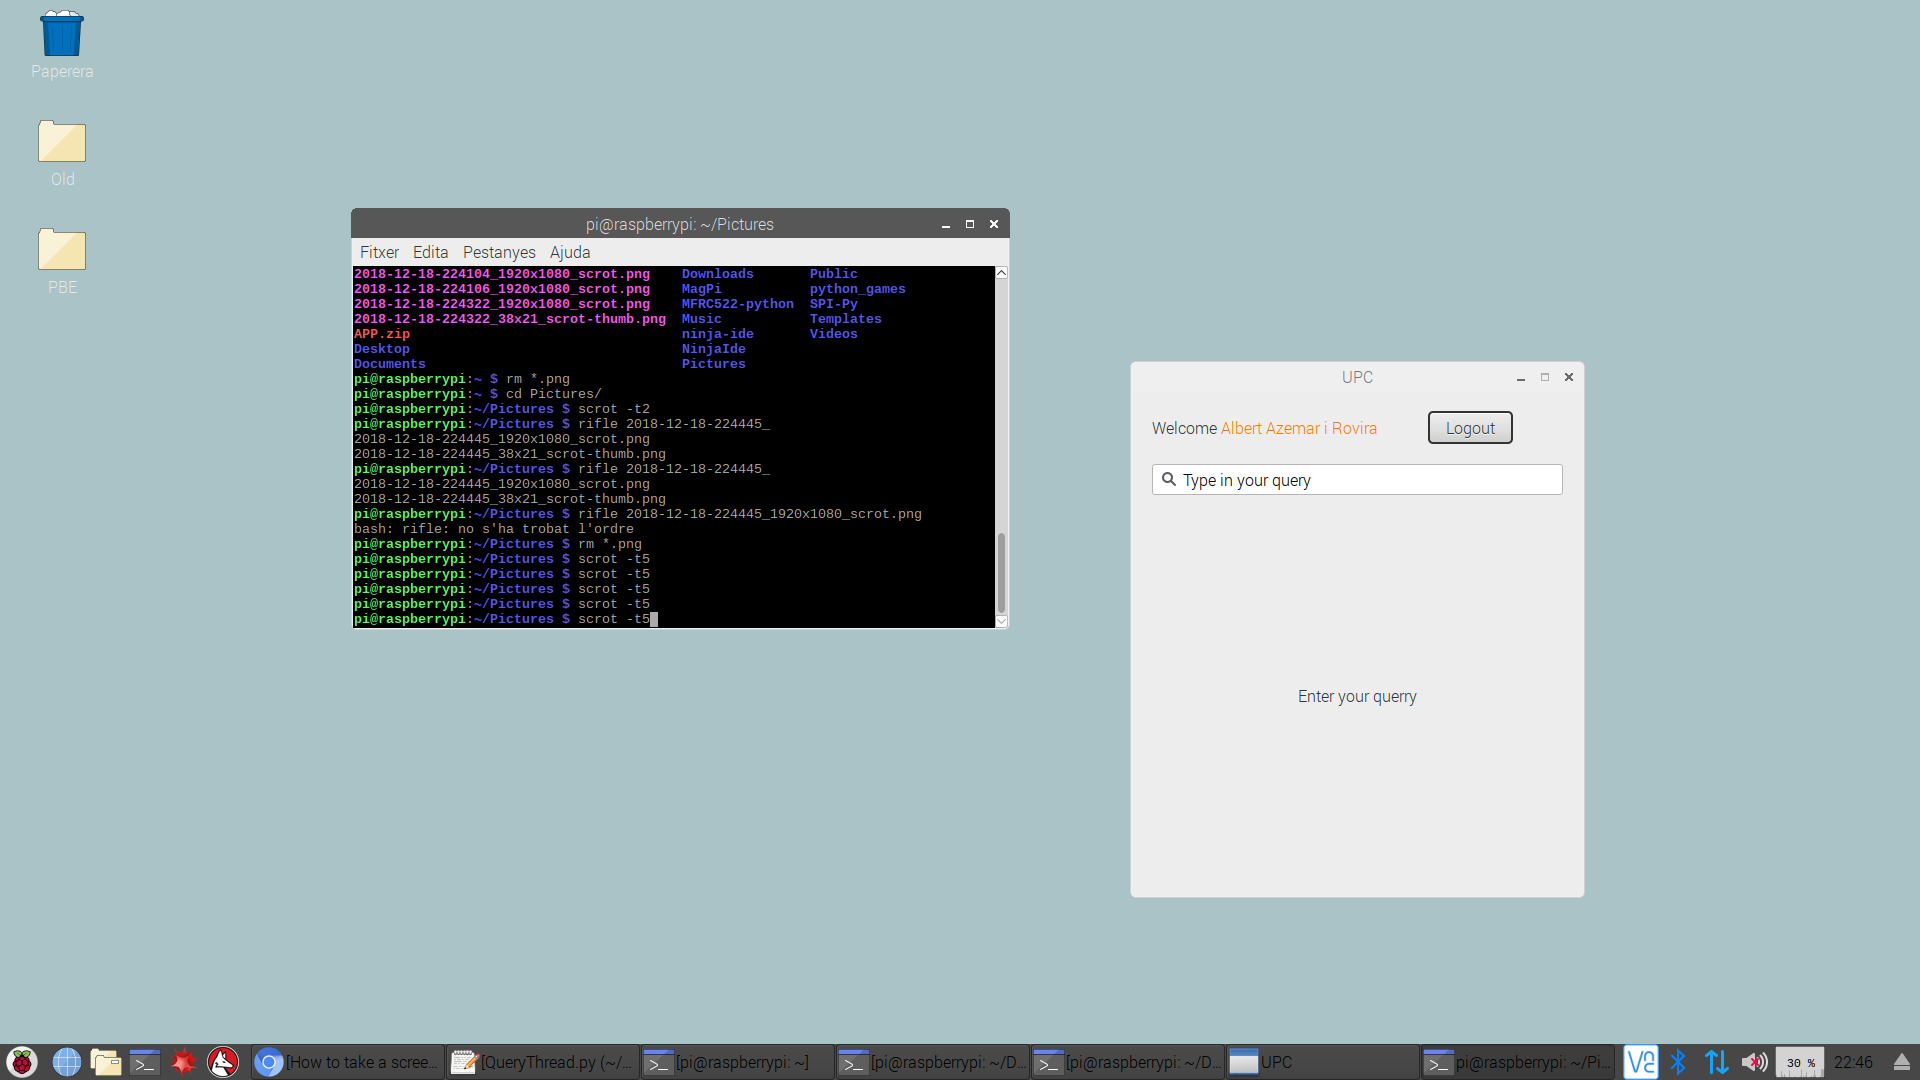 Paperera
Old
PBE
pi@raspberrypi: ~/Pictures
Fitxer Edita Pestanyes Ajuda
2018-12-18-224104_1920x1080_scrot.png Downloads Public
2018-12-18-224106_1920x1080_scrot.png MagPi python_games
2018-12-18-224322_1920x1080_scrot.png MFRC522-python SPI-Py
2018-12-18-224322_38x21_scrot-thumb.png Music Templates
APP.zip ninja-ide Videos
Desktop NinjaIde
Documents Pictures
pi@raspberrypi:~ $ rm *.png
pi@raspberrypi:~ $ cd Pictures/
pi@raspberrypi:~/Pictures $ scrot -t2
pi@raspberrypi:~/Pictures $ rifle 2018-12-18-224445_
2018-12-18-224445_1920x1080_scrot.png
2018-12-18-224445_38x21_scrot-thumb.png
pi@raspberrypi:~/Pictures $ rifle 2018-12-18-224445_
2018-12-18-224445_1920x1080_scrot.png
2018-12-18-224445_38x21_scrot-thumb.png
pi@raspberrypi:~/Pictures $ rifle 2018-12-18-224445_1920x1080_scrot.png
bash: rifle: no s'ha trobat l'ordre
pi@raspberrypi:~/Pictures $ rm *.png
pi@raspberrypi:~/Pictures $ scrot -t5
pi@raspberrypi:~/Pictures $ scrot -t5
pi@raspberrypi:~/Pictures $ scrot -t5
pi@raspberrypi:~/Pictures $ scrot -t5
pi@raspberrypi:~/Pictures $ scrot -t5
UPC
Welcome Albert Azemar i Rovira Logout
Type in your query
Enter your querry
[How to take a scree... [QueryThread.py (~/... [pi@raspberrypi: ~] [pi@raspberrypi: ~/D... [pi@raspberrypi: ~/D... UPC pi@raspberrypi: ~/Pi... 30 % 22:46